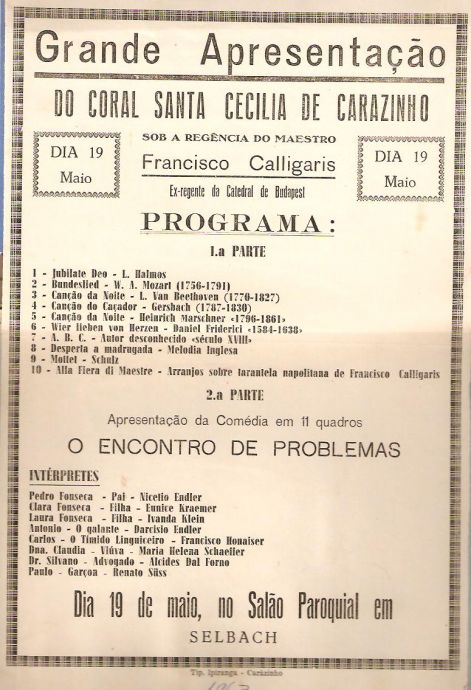 Grande Apresentação
DO CORAL SANTA CECILIA DE CARAZINHO
SOB A REGÊNCIA DO MAESTRO
DIA 19
Maio
Francisco Calligaris
DIA 19
Maio
Ex-regente da Catedral de Budapest
PROGRAMA:
1.a PARTE
1 - Jubilate Deo - L. Halmos
2 - Bundeslied - W. A. Mozart (1756-1791)
3 - Canção da Noite - L. Van Beethoven (1770-1827)
4 - Canção do Caçador - Gersbach (1787-1830)
5 - Canção da Noite - Heinrich Marschner «1796-1861»
6 - Wier lieben von Herzen - Daniel Friderici «1584-1638»
7 - A. B. C. - Autor desconhecido «século XVIII»
8 - Desperta a madrugada - Melodia Inglesa
9 - Mottet - Schulz
10 - Alla Fiera di Maestre - Arranjos sobre tarantela napolitana de Francisco Calligaris
2.a PARTE
Apresentação da Comédia em 11 quadros
O ENCONTRO DE PROBLEMAS
INTÉRPRETES
Pedro Fonseca - Pai - Nicetio Endler
Clara Fonseca - Filha - Eunice Kraemer
Laura Fonseca - Filha - Ivanda Klein
Antonio - O galante - Darcisio Endler
Carlos - O Tímido Linguiceiro - Francisco Honaiser
Dna. Claudia - Viúva - Maria Helena Schaefler
Dr. Silvano - Advogado - Alcides Dal Forno
Paulo - Garçon - Renato Süss
Dia 19 de maio, no Salão Paroquial em
SELBACH
Tip. Ipiranga - Carázinho